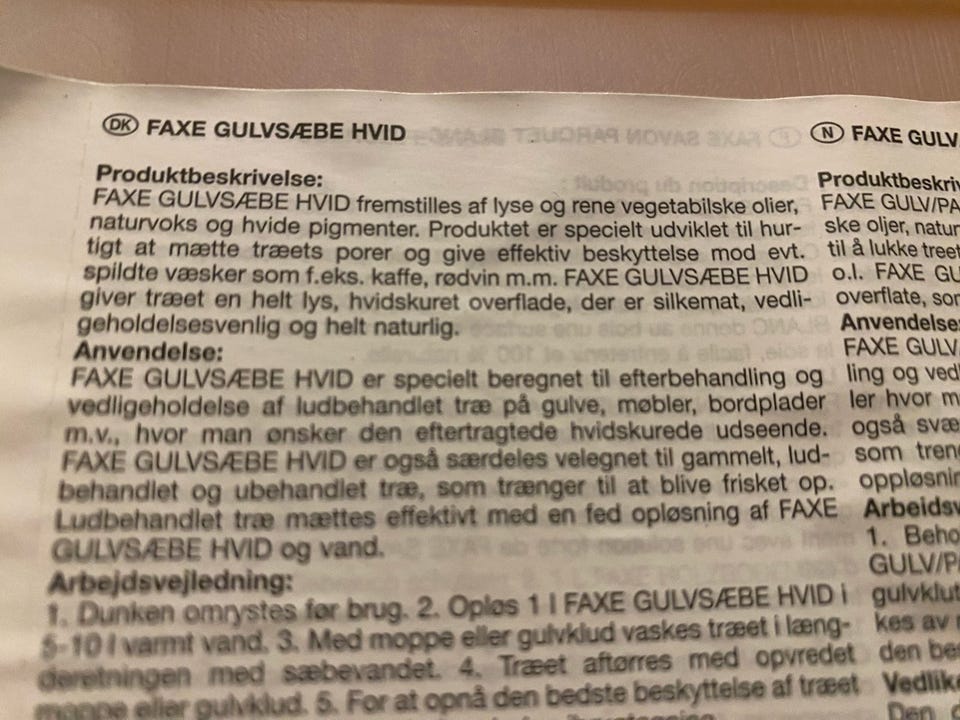 DK FAXE GULVSÆBE HVID
Produktbeskrivelse:
FAXE GULVSÆBE HVID fremstilles af lyse og rene vegetabilske olier,
naturvoks og hvide pigmenter. Produktet er specielt udviklet til hur-
tigt at mætte træets porer og give effektiv beskyttelse mod evt.
spildte væsker som f.eks. kaffe, rødvin m.m. FAXE GULVSÆBE HVID
giver træet en helt lys, hvidskuret overflade, der er silkemat, vedli-
geholdelsesvenlig og helt naturlig.
Anvendelse:
FAXE GULVSÆBE HVID er specielt beregnet til efterbehandling og
vedligeholdelse af ludbehandlet træ på gulve, møbler, bordplader
m.v., hvor man ønsker den eftertragtede hvidskurede udseende.
FAXE GULVSÆBE HVID er også særdeles velegnet til gammelt, lud-
behandlet og ubehandlet træ, som trænger til at blive frisket op.
Ludbehandlet træ mættes effektivt med en fed opløsning af FAXE
GULVSÆBE HVID og vand.
Arbejdsvejledning:
1. Dunken omrystes før brug. 2. Opløs 1 l FAXE GULVSÆBE HVID i
5-10 l varmt vand. 3. Med moppe eller gulvklud vaskes træet i læng-
deretningen med sæbevandet. 4. Træet aftørres med opvredet
moppe eller gulvklud. 5. For at opnå den bedste beskyttelse af træet
N FAXE GULV
Produktbeskri
FAXE GULV/PA
ske oljer, natur
til å lukke treet
o.l. FAXE GU
overflate, so
Anvendelse:
FAXE GULV
ling og ved
ler hvor m
også svæ
som tren
oppløsni
Arbeids
1. Beho
GULV/P
gulvklut
kes av
den be
Vedlik
Den